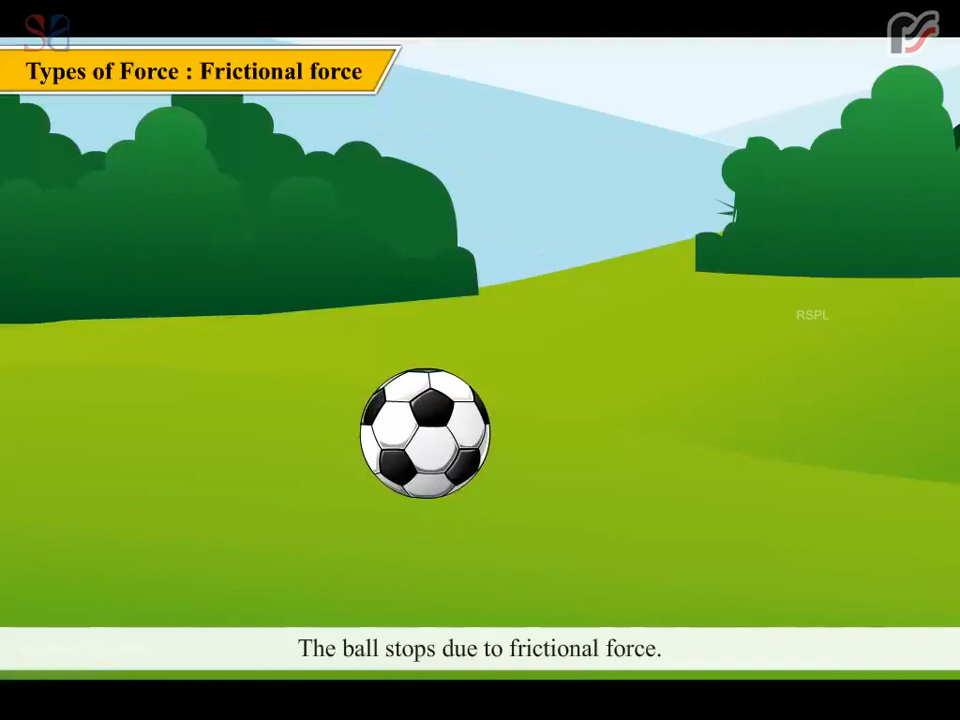 Types of Force : Frictional force
RSPL
The ball stops due to frictional force.